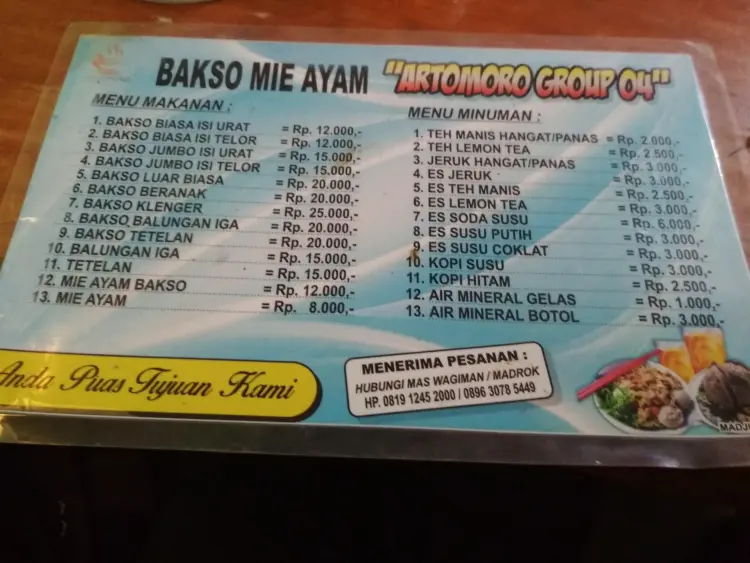 BAKSO MIE AYAM "ARTOMORO GROUP 04"
MENU MAKANAN :
1. BAKSO BIASA ISI URAT = Rp. 12.000,-
2. BAKSO BIASA ISI TELOR = Rp. 12.000,-
3. BAKSO JUMBO ISI URAT = Rp. 15.000,-
4. BAKSO JUMBO ISI TELOR = Rp. 15.000,-
5. BAKSO LUAR BIASA = Rp. 20.000,-
6. BAKSO BERANAK = Rp. 20.000,-
7. BAKSO KLENGER = Rp. 25.000,-
8. BAKSO BALUNGAN IGA = Rp. 20.000,-
9. BAKSO TETELAN = Rp. 20.000,-
10. BALUNGAN IGA = Rp. 15.000,-
11. TETELAN = Rp. 15.000,-
12. MIE AYAM BAKSO = Rp. 12.000,-
13. MIE AYAM = Rp. 8.000,-
MENU MINUMAN :
1. TEH MANIS HANGAT/PANAS = Rp. 2.000,-
2. TEH LEMON TEA = Rp. 2.500,-
3. JERUK HANGAT/PANAS = Rp. 3.000,-
4. ES JERUK = Rp. 3.000,-
5. ES TEH MANIS = Rp. 2.500,-
6. ES LEMON TEA = Rp. 3.000,-
7. ES SODA SUSU = Rp. 6.000,-
8. ES SUSU PUTIH = Rp. 3.000,-
9. ES SUSU COKLAT = Rp. 3.000,-
10. KOPI SUSU = Rp. 3.000,-
11. KOPI HITAM = Rp. 2.500,-
12. AIR MINERAL GELAS = Rp. 1.000,-
13. AIR MINERAL BOTOL = Rp. 3.000,-
Anda Puas Tujuan Kami
MENERIMA PESANAN :
HUBUNGI MAS WAGIMAN / MADROK
HP. 0819 1245 2000 / 0896 3078 5449